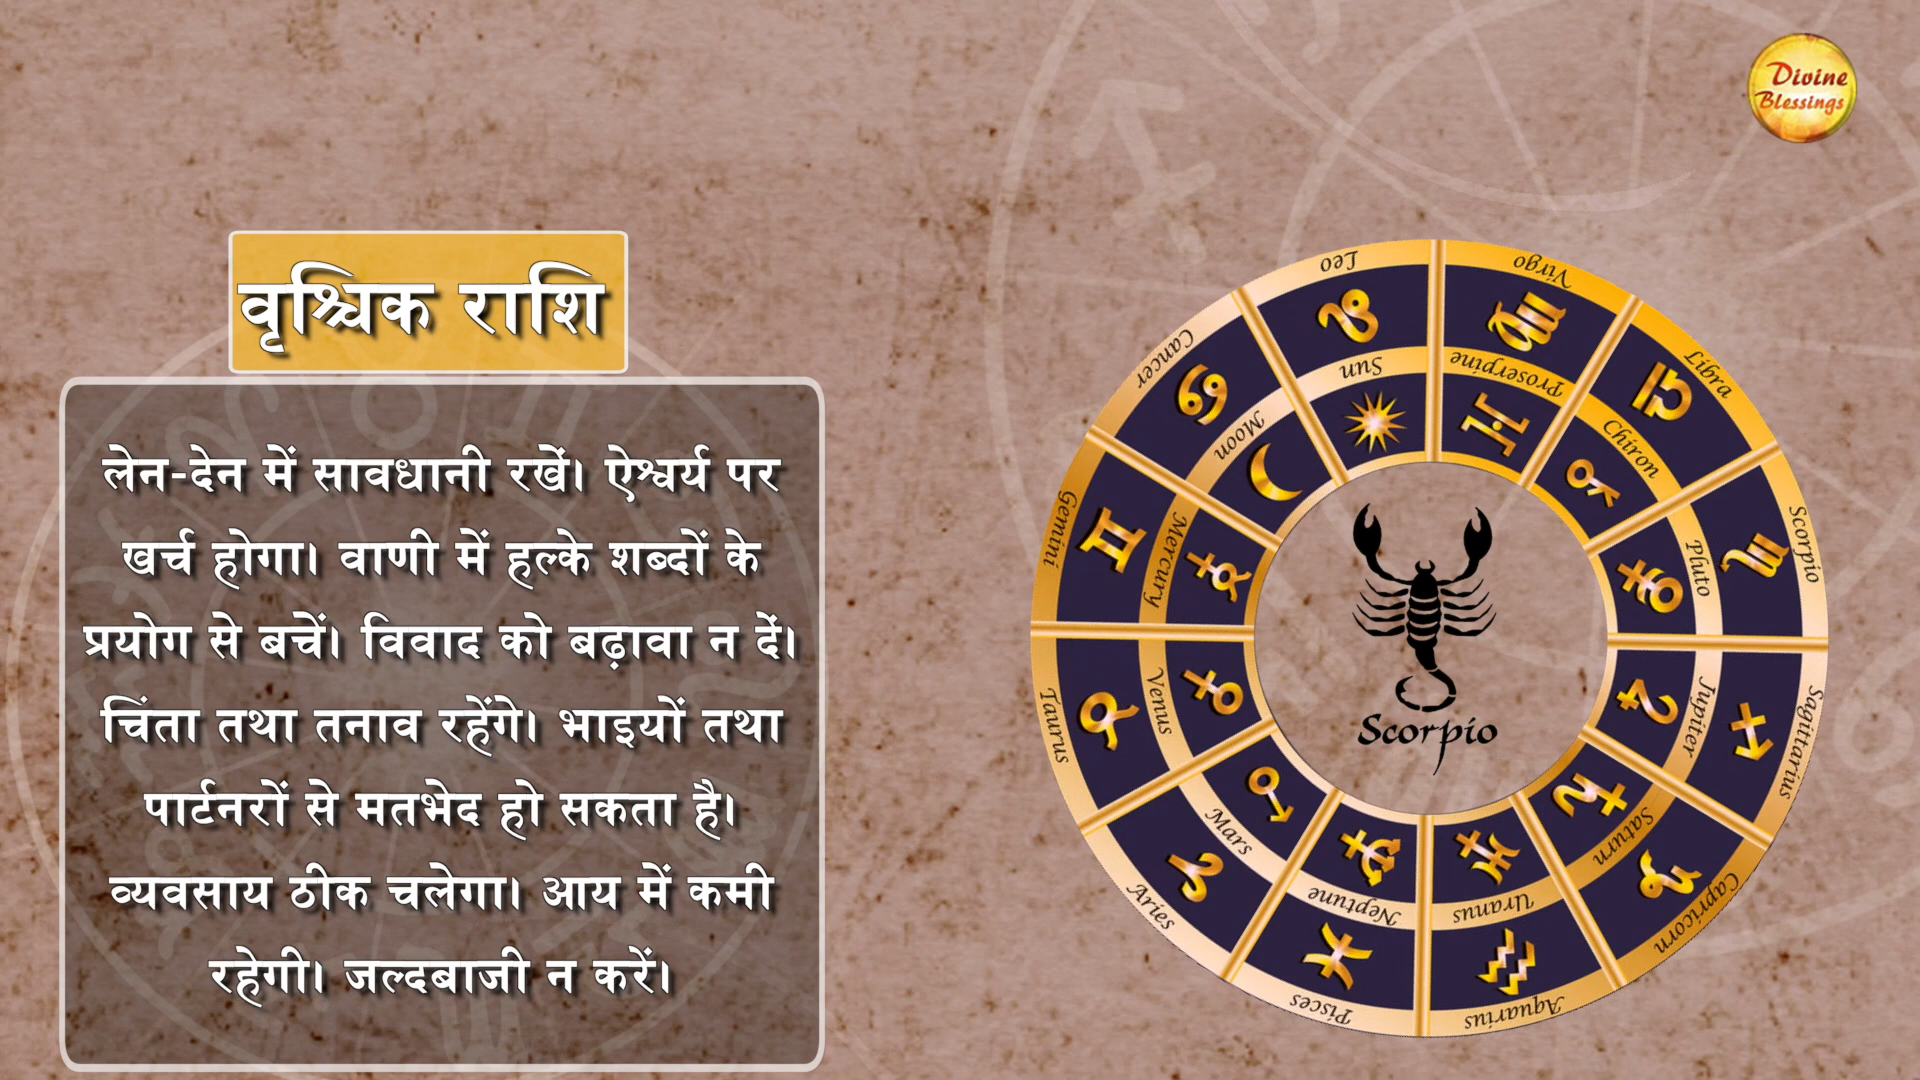 Divine
Blessings
वृश्चिक राशि
लेन-देन में सावधानी रखें। ऐश्वर्य पर
खर्च होगा। वाणी में हल्के शब्दों के
प्रयोग से बचें। विवाद को बढ़ावा न दें।
चिंता तथा तनाव रहेंगे। भाइयों तथा
पार्टनरों से मतभेद हो सकता है।
व्यवसाय ठीक चलेगा। आय में कमी
रहेगी। जल्दबाजी न करें।
Leo
Virgo
Libra
Scorpio
Sagittarius
Capricorn
Aquarius
Pisces
Aries
Taurus
Gemini
Cancer
Sun
Proserpine
Chiron
Pluto
Jupiter
Saturn
Uranus
Neptune
Mars
Venus
Mercury
Moon
Scorpio